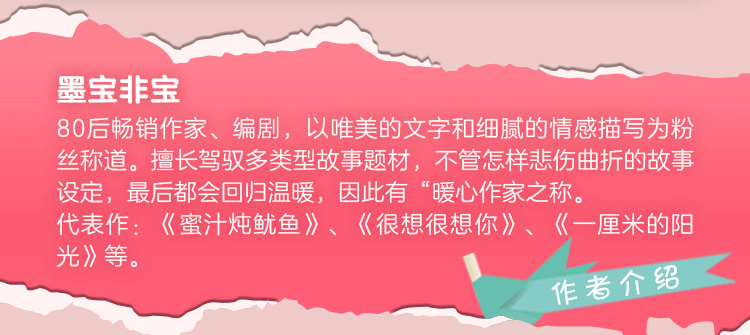 墨宝非宝
80后畅销作家、编剧，以唯美的文字和细腻的情感描写为粉
丝称道。擅长驾驭多类型故事题材，不管怎样悲伤曲折的故事
设定，最后都会回归温暖，因此有“暖心作家之称。
代表作：《蜜汁炖鱿鱼》、《很想很想你》、《一厘米的阳
光》等。
作者介绍